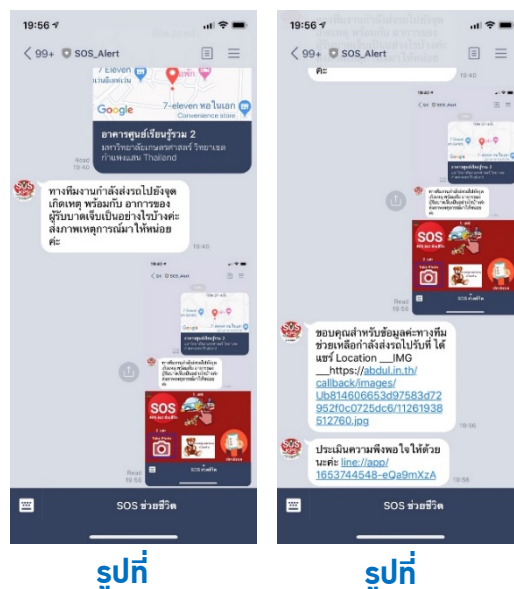 19:56
99+ SOS_Alert
7 Eleven
Google
7-eleven หอในเอก
Convenience store
อาคารศูนย์เรียนรู้รวม 2
มหาวิทยาลัยเกษตรศาสตร์ วิทยาเขต
กำแพงแสน Thailand
Read
19:40
ทางทีมงานกำลังส่งรถไปยังจุด
เกิดเหตุ พร้อมกับ อาการของ
ผู้รับบาดเจ็บเป็นอย่างไรบ้างค่ะ
ส่งภาพเหตุการณ์มาให้หน่อย
ค่ะ
19:40
SOS
Read
19:56
SOS ช่วยชีวิต
รูปที่
19:56
99+ SOS_Alert
ค่ะ
19:40
SOS
Read
19:56
ขอบคุณสำหรับข้อมูลค่ะทางทีม
ช่วยเหลือกำลังส่งรถไปรับที่ ได้
แชร์ Location __IMG
__https://abdul.in.th/
callback/images/
Ub814606653d97583d72
952f0c0725dc6/11261938
512760.jpg
19:56
ประเมินความพึงพอใจให้ด้วย
นะค่ะ line://app/
1653744548-eQa9mXzA
19:56
SOS ช่วยชีวิต
รูปที่